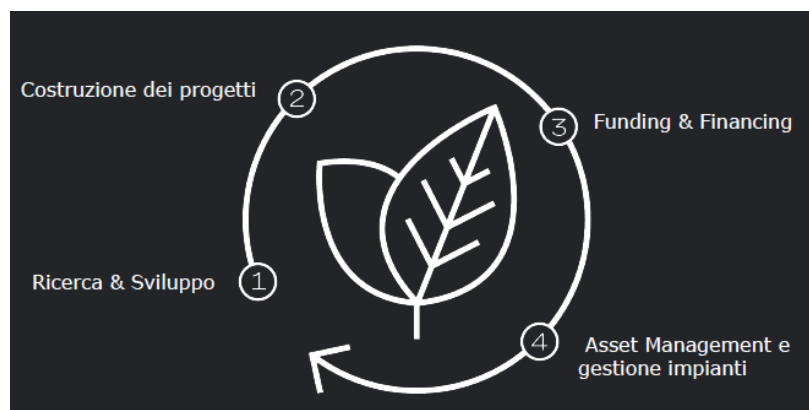 Costruzione dei progetti
2
3
Funding & Financing
Ricerca & Sviluppo
1
4
Asset Management e
gestione impianti